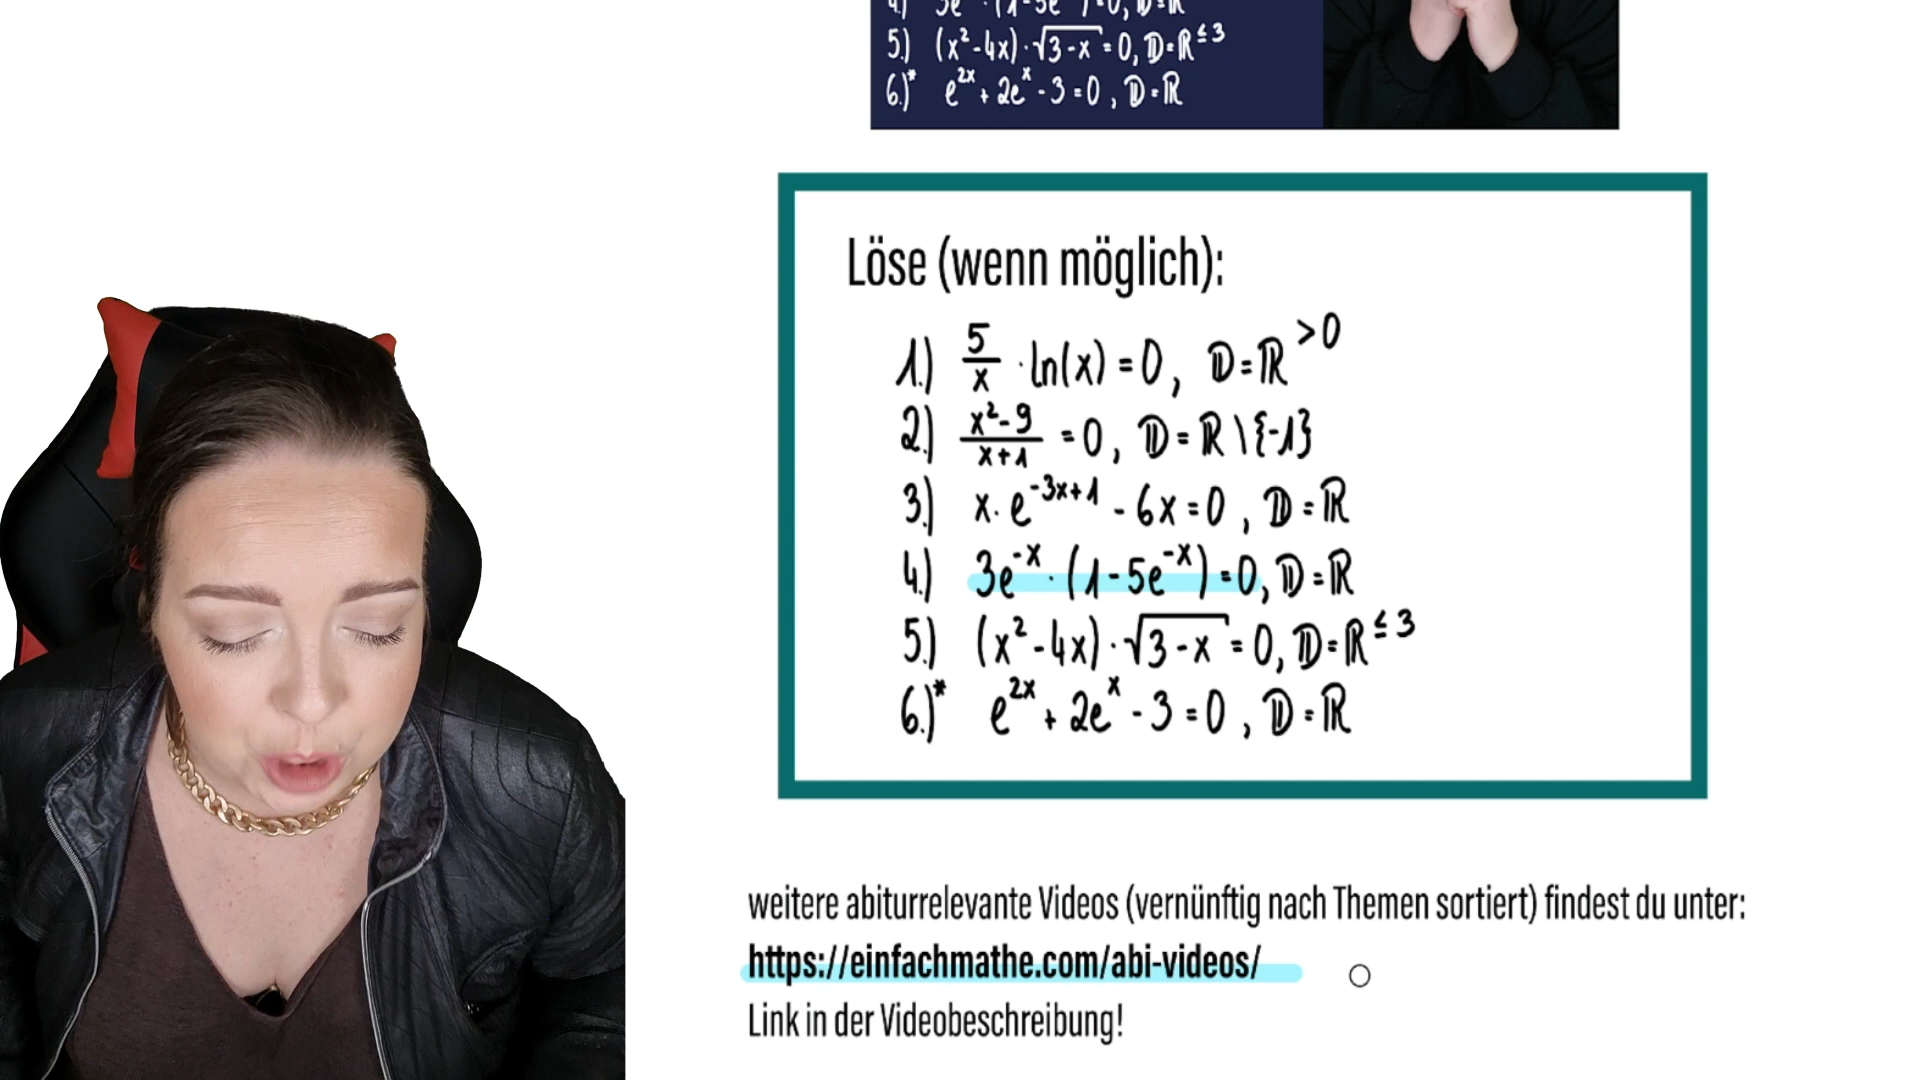 5.) (x²-4x)·√3-x = 0, 𝔻=ℝ^≤3
6.)* e^2x + 2e^x - 3 = 0, 𝔻=ℝ
Löse (wenn möglich):
1.) 5/x · ln(x) = 0, 𝔻=ℝ^>0
2.) x²-9/x+1 = 0, 𝔻=ℝ\{-1}
3.) x·e^-3x+1 - 6x = 0, 𝔻=ℝ
4.) 3e^-x · (1-5e^-x) = 0, 𝔻=ℝ
5.) (x²-4x)·√3-x = 0, 𝔻=ℝ^≤3
6.)* e^2x + 2e^x - 3 = 0, 𝔻=ℝ
weitere abiturrelevante Videos (vernünftig nach Themen sortiert) findest du unter:
https://einfachmathe.com/abi-videos/
Link in der Videobeschreibung!